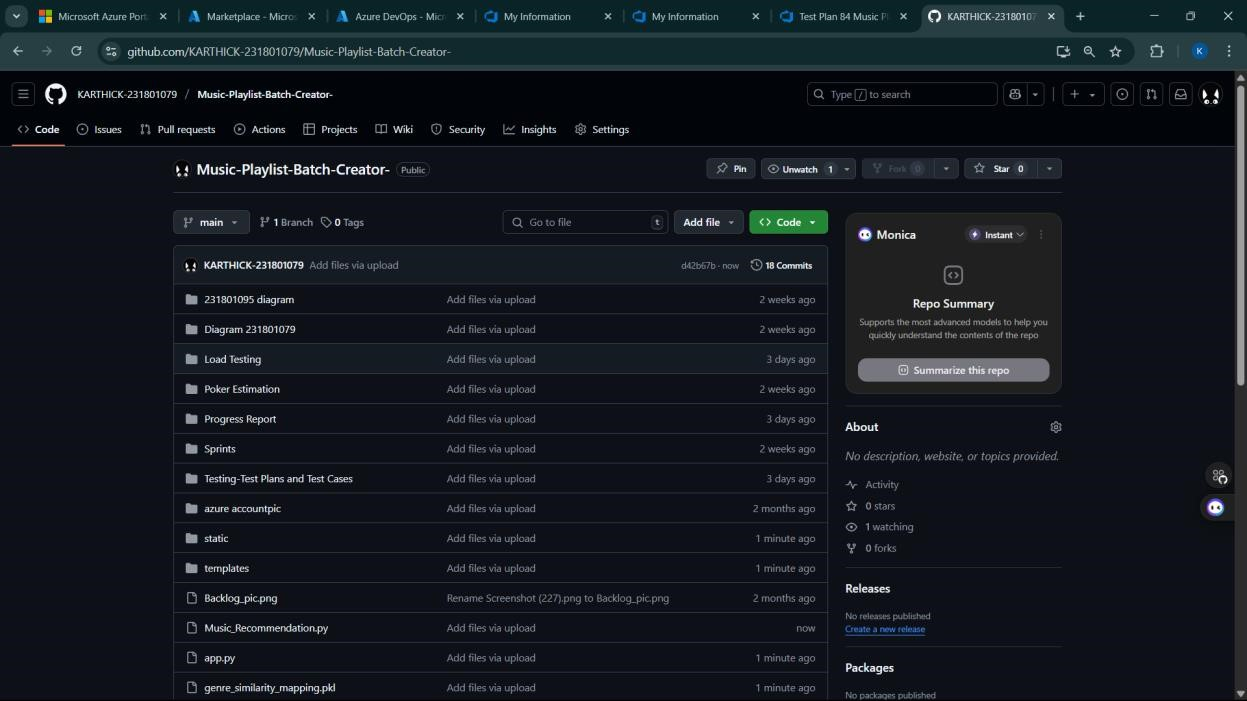 Microsoft Azure Port
Marketplace - Micros
Azure DevOps - Micr
My Information
My Information
Test Plan 84 Music Pl
KARTHICK-23180107
github.com/KARTHICK-231801079/Music-Playlist-Batch-Creator-
K
KARTHICK-231801079 / Music-Playlist-Batch-Creator-
Type / to search
Code
Issues
Pull requests
Actions
Projects
Wiki
Security
Insights
Settings
Music-Playlist-Batch-Creator-
Public
Pin
Unwatch 1
Fork 0
Star 0
main
1 Branch
0 Tags
Go to file
t
Add file
Code
KARTHICK-231801079 Add files via upload d42b67b · now 18 Commits
231801095 diagram Add files via upload 2 weeks ago
Diagram 231801079 Add files via upload 2 weeks ago
Load Testing Add files via upload 3 days ago
Poker Estimation Add files via upload 2 weeks ago
Progress Report Add files via upload 3 days ago
Sprints Add files via upload 2 weeks ago
Testing-Test Plans and Test Cases Add files via upload 3 days ago
azure accountpic Add files via upload 2 months ago
static Add files via upload 1 minute ago
templates Add files via upload 1 minute ago
Backlog_pic.png Rename Screenshot (227).png to Backlog_pic.png 2 months ago
Music_Recommendation.py Add files via upload now
app.py Add files via upload 1 minute ago
genre_similarity_mapping.pkl Add files via upload 1 minute ago
Monica
Instant
Repo Summary
Supports the most advanced models to help you
quickly understand the contents of the repo
Summarize this repo
About
No description, website, or topics provided.
Activity
0 stars
1 watching
0 forks
Releases
No releases published
Create a new release
Packages
No packages published